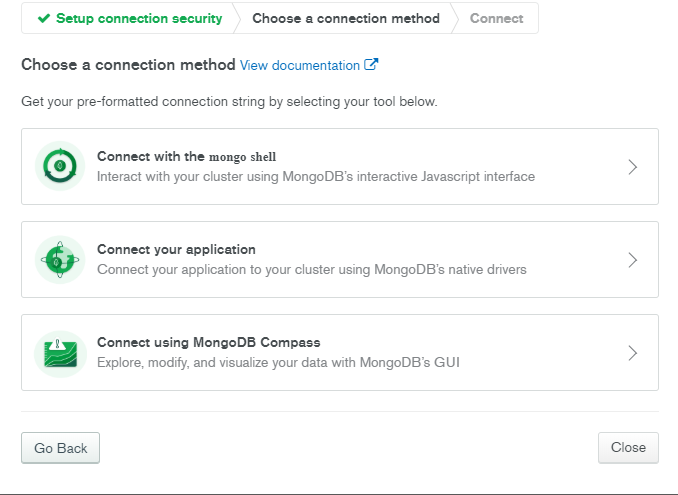 Setup connection security Choose a connection method Connect
Choose a connection method View documentation
Get your pre-formatted connection string by selecting your tool below.
Connect with the mongo shell
Interact with your cluster using MongoDB's interactive Javascript interface
Connect your application
Connect your application to your cluster using MongoDB's native drivers
Connect using MongoDB Compass
Explore, modify, and visualize your data with MongoDB's GUI
Go Back Close